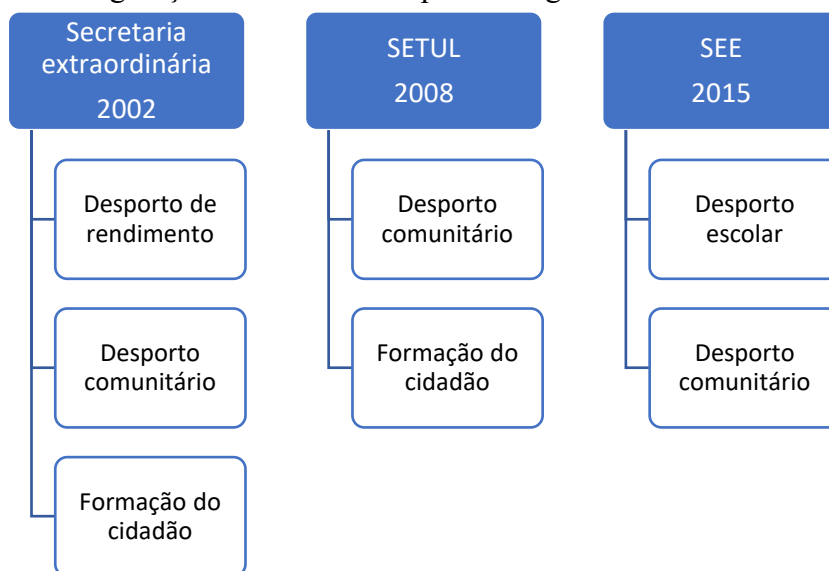 Secretaria
extraordinária
2002
Desporto de
rendimento
Desporto
comunitário
Formação do
cidadão
SETUL
2008
Desporto
comunitário
Formação do
cidadão
SEE
2015
Desporto
escolar
Desporto
comunitário